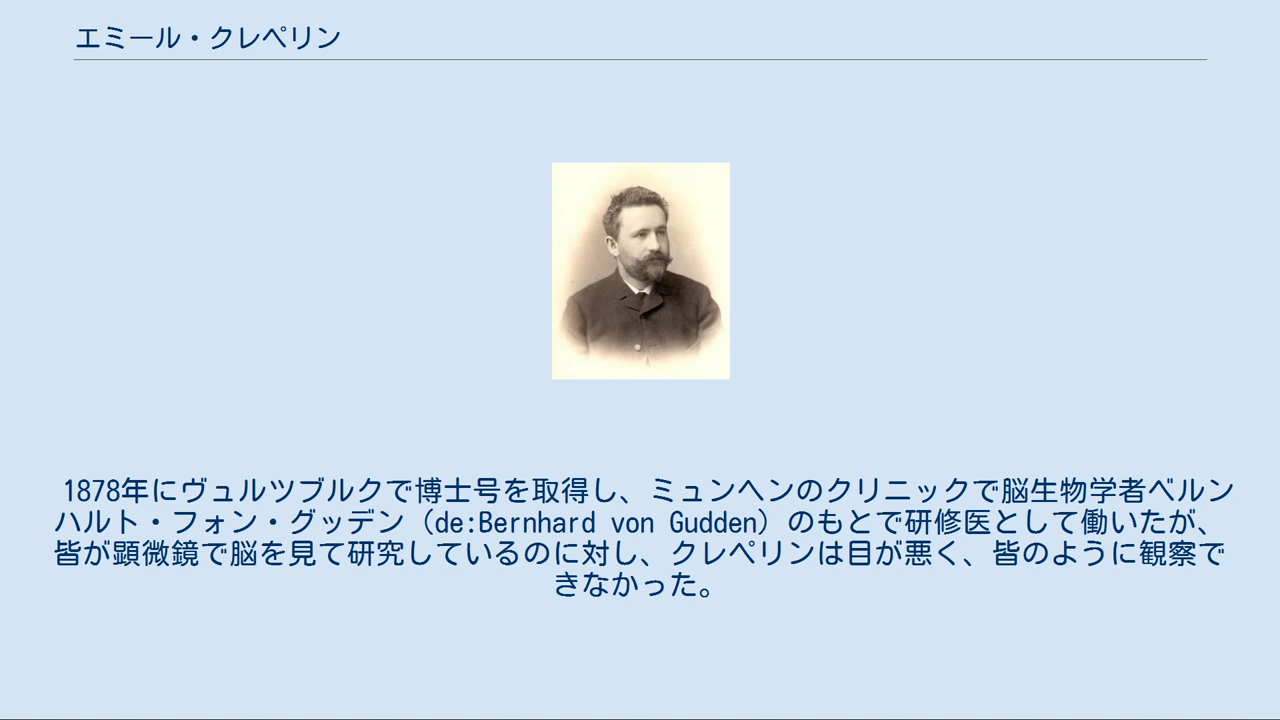 エミール・クレペリン
1878年にヴュルツブルクで博士号を取得し、ミュンヘンのクリニックで脳生物学者ベルン
ハルト・フォン・グッデン（de:Bernhard von Gudden）のもとで研修医として働いたが、
皆が顕微鏡で脳を見て研究しているのに対し、クレペリンは目が悪く、皆のように観察で
きなかった。